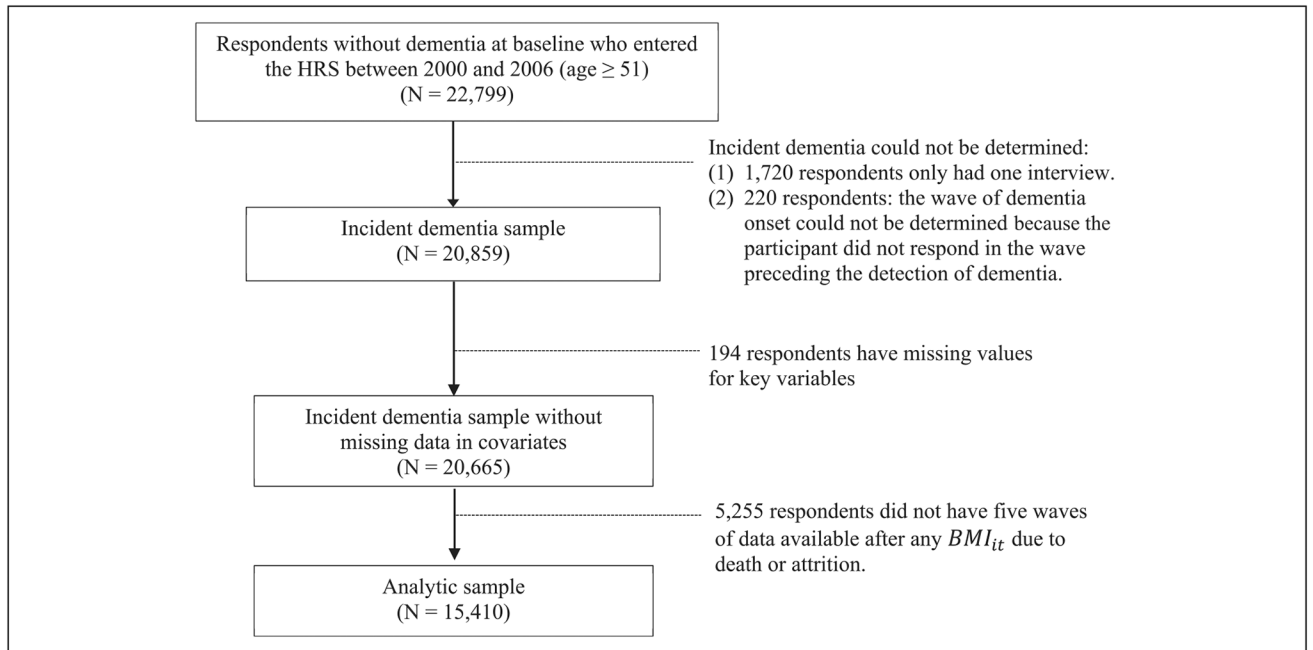 Respondents without dementia at baseline who entered
the HRS between 2000 and 2006 (age ≥ 51)
(N = 22,799)
Incident dementia could not be determined:
(1) 1,720 respondents only had one interview.
(2) 220 respondents: the wave of dementia
onset could not be determined because the
participant did not respond in the wave
preceding the detection of dementia.
Incident dementia sample
(N = 20,859)
194 respondents have missing values
for key variables
Incident dementia sample without
missing data in covariates
(N = 20,665)
5,255 respondents did not have five waves
of data available after any BMI_it due to
death or attrition.
Analytic sample
(N = 15,410)